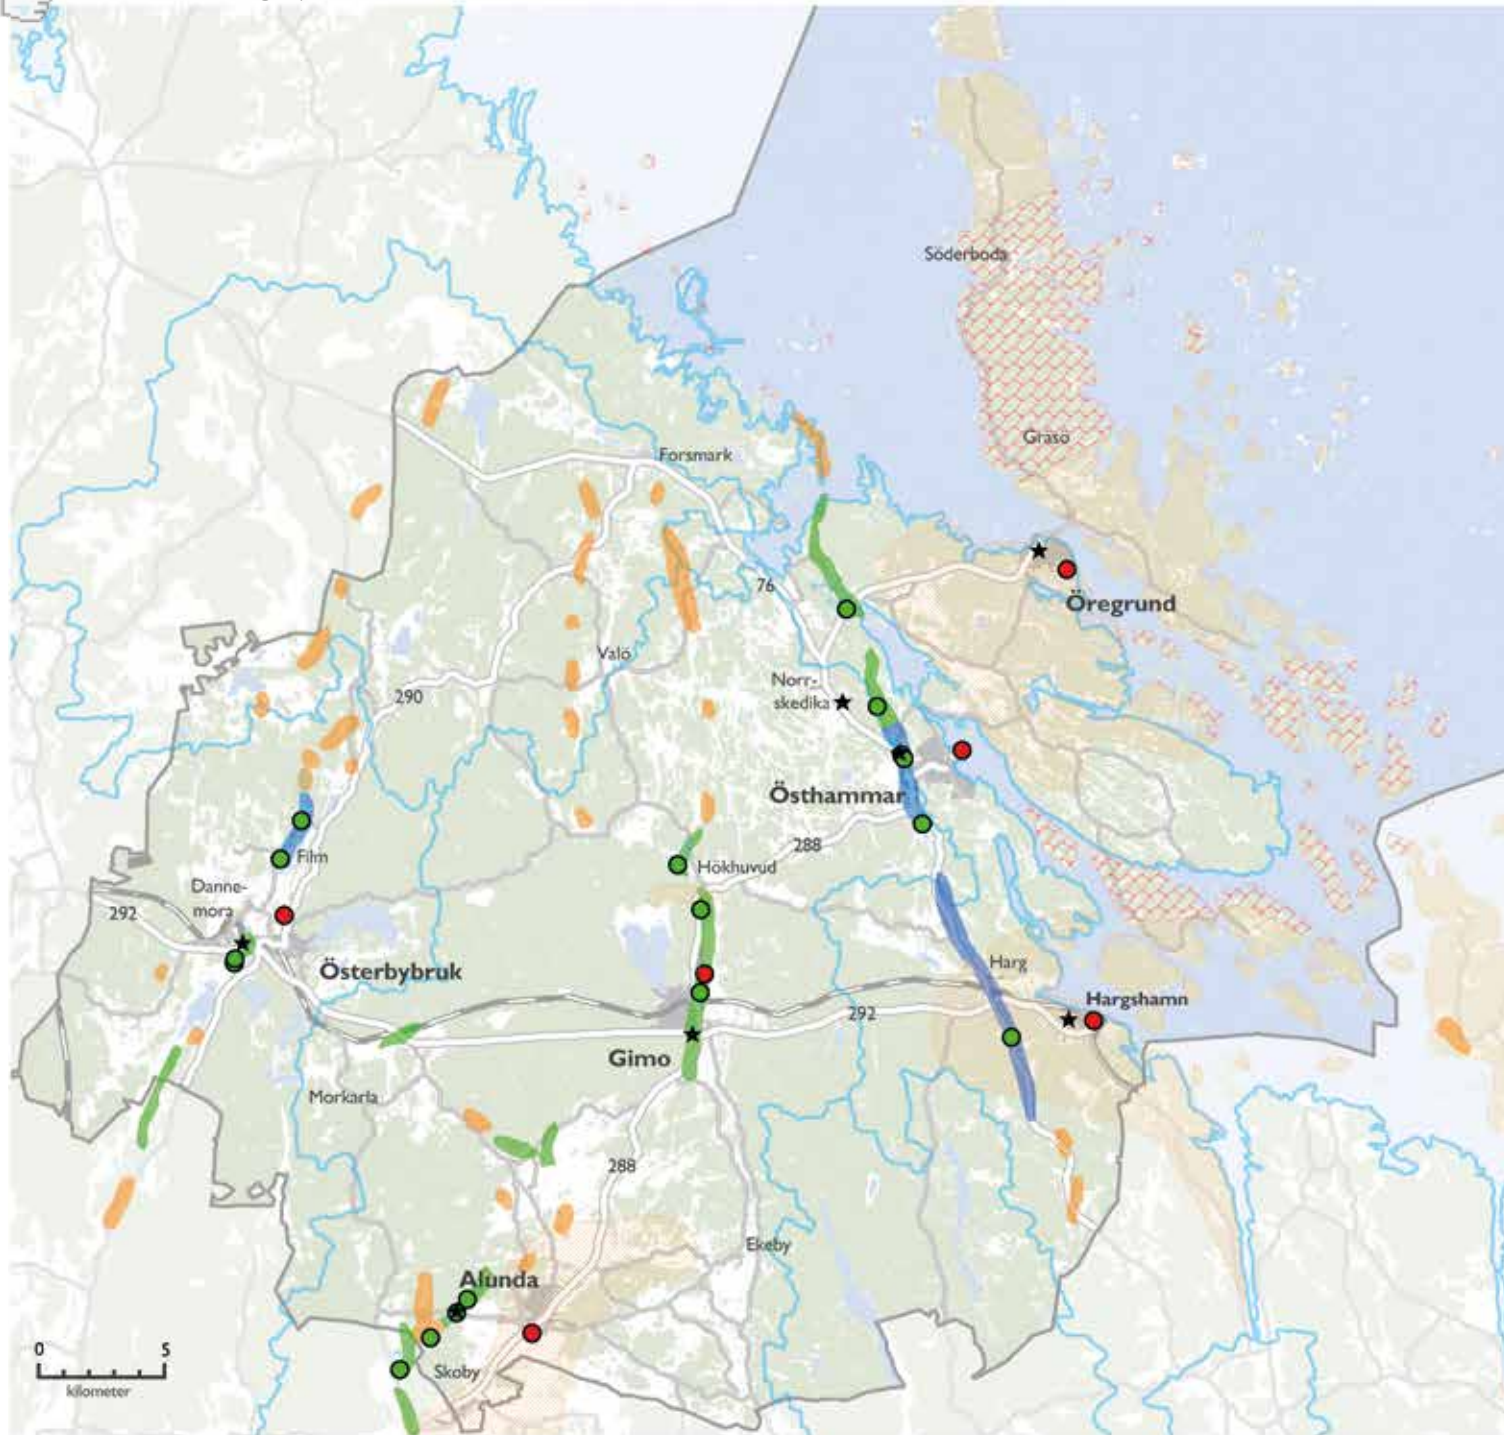 Söderboda
Gräsö
Forsmark
76
Öregrund
Valö
Norr-
skedika
290
Östhammar
288
Film
Hökhuvud
Danne-
mora
292
Österbybruk
Harg
Hargshamn
292
Gimo
Morkarla
288
Ekeby
Alunda
Skoby
0 5
kilometer